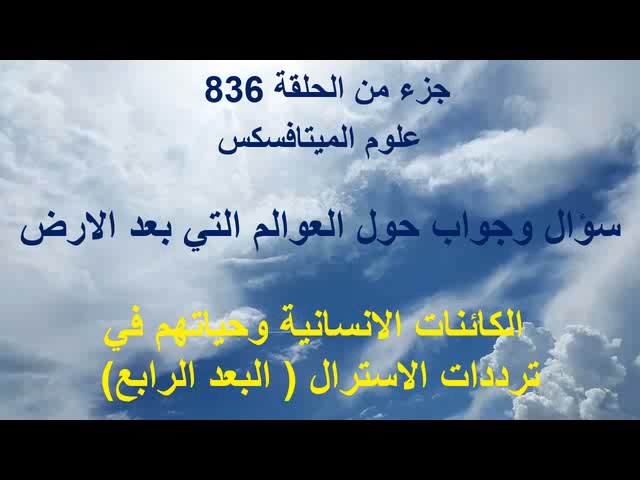 جزء من الحلقة 836
علوم الميتافسكس
سؤال وجواب حول العوالم التي بعد الارض
الكائنات الانسانية وحياتهم في
ترددات الاسترال ( البعد الرابع)